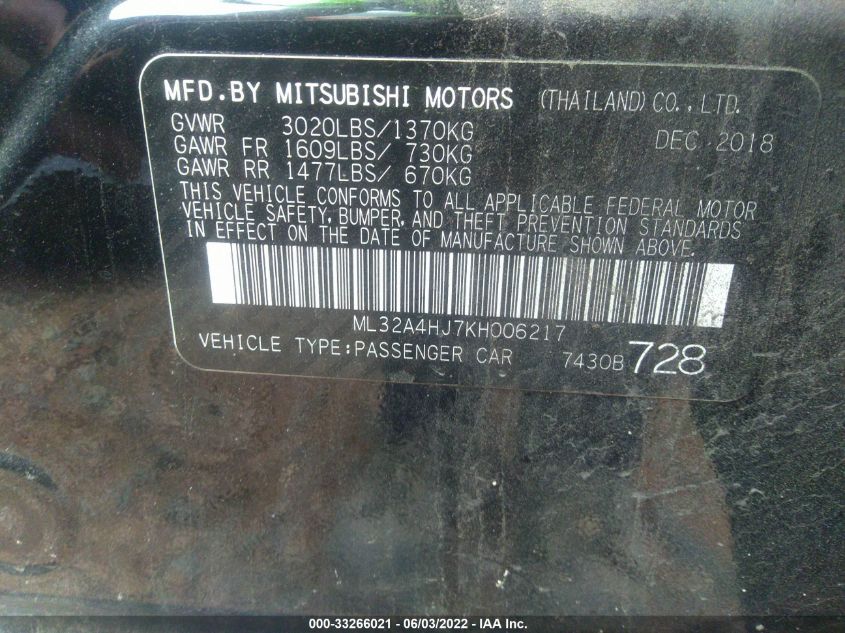 MFD.BY MITSUBISHI MOTORS (THAILAND) CO.,LTD.
GVWR 3020LBS/1370KG DEC 2018
GAWR FR 1609LBS/ 730KG
GAWR RR 1477LBS/ 670KG
THIS VEHICLE CONFORMS TO ALL APPLICABLE FEDERAL MOTOR
VEHICLE SAFETY, BUMPER, AND THEFT PREVENTION STANDARDS
IN EFFECT ON THE DATE OF MANUFACTURE SHOWN ABOVE.
ML32A4HJ7KH006217
VEHICLE TYPE:PASSENGER CAR 7430B 728
000-33266021 - 06/03/2022 - IAA Inc.